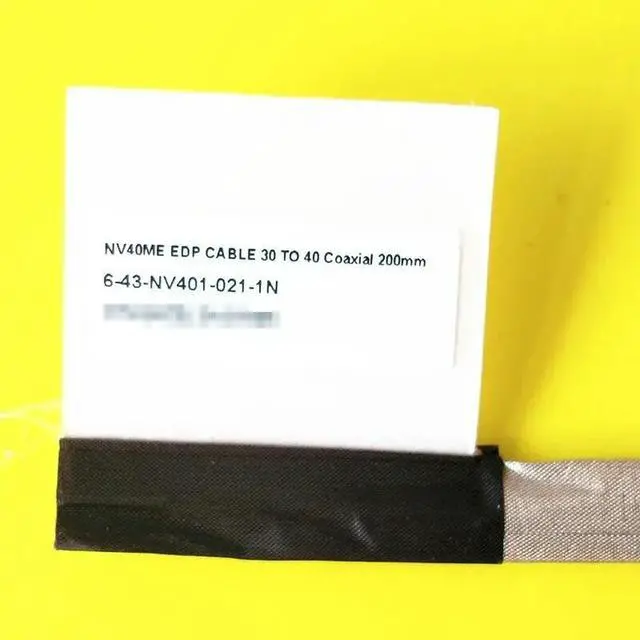 NV40ME EDP CABLE 30 TO 40 Coaxial 200mm
6-43-NV401-021-1N